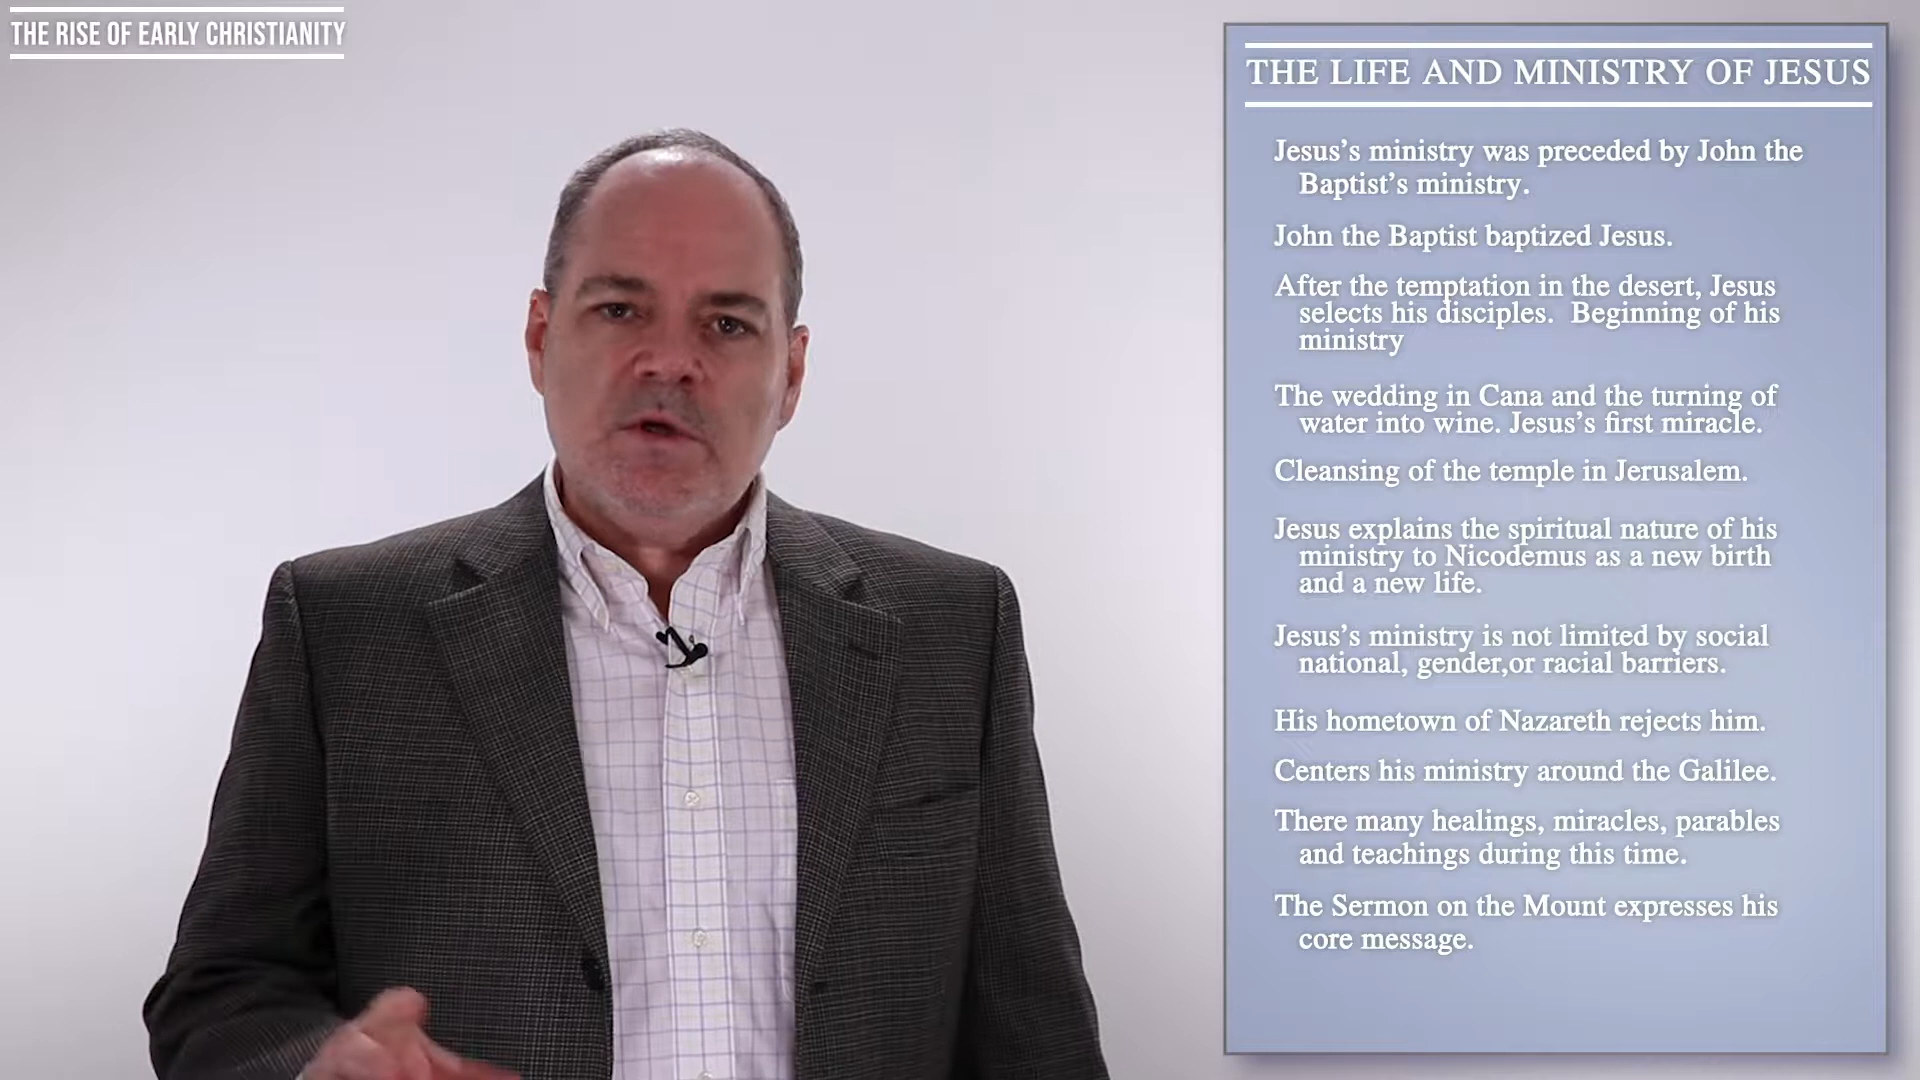 THE RISE OF EARLY CHRISTIANITY
THE LIFE AND MINISTRY OF JESUS
Jesus’s ministry was preceded by John the
Baptist’s ministry.
John the Baptist baptized Jesus.
After the temptation in the desert, Jesus
selects his disciples.  Beginning of his
ministry
The wedding in Cana and the turning of
water into wine. Jesus’s first miracle.
Cleansing of the temple in Jerusalem.
Jesus explains the spiritual nature of his
ministry to Nicodemus as a new birth
and a new life.
Jesus’s ministry is not limited by social
national, gender,or racial barriers.
His hometown of Nazareth rejects him.
Centers his ministry around the Galilee.
There many healings, miracles, parables
and teachings during this time.
The Sermon on the Mount expresses his
core message.